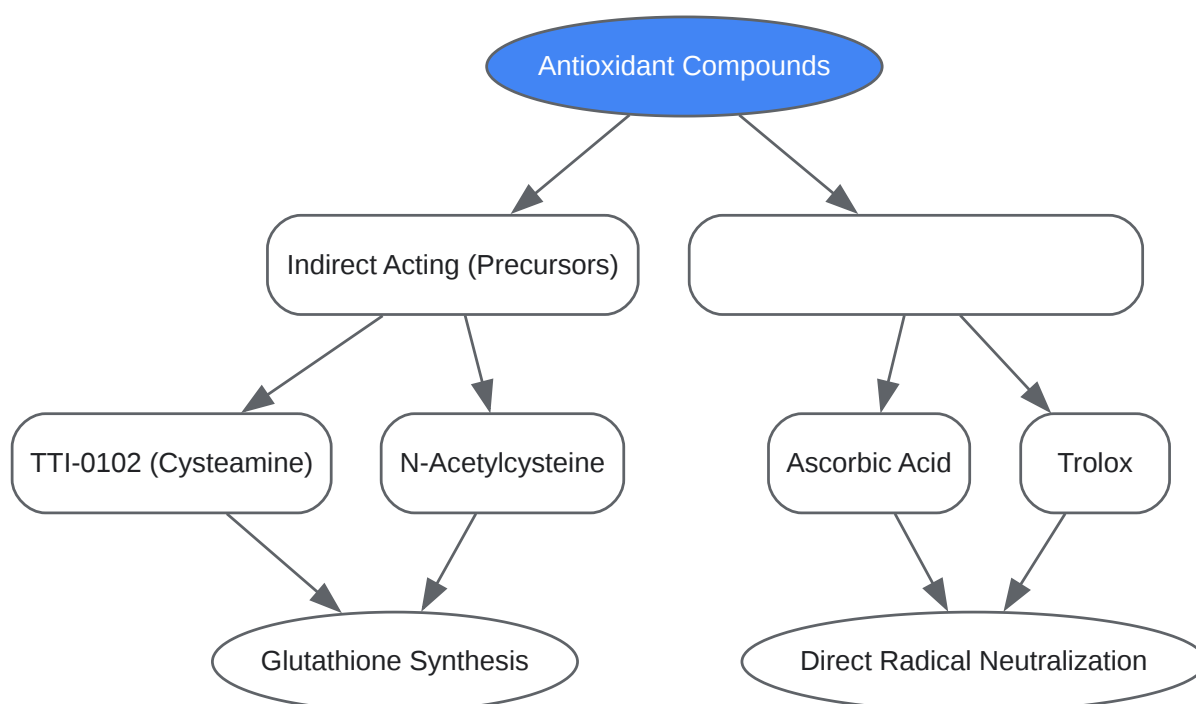 Antioxidant Compounds
Indirect Acting (Precursors)
TTI-0102 (Cysteamine)
N-Acetylcysteine
Ascorbic Acid
Trolox
Glutathione Synthesis
Direct Radical Neutralization